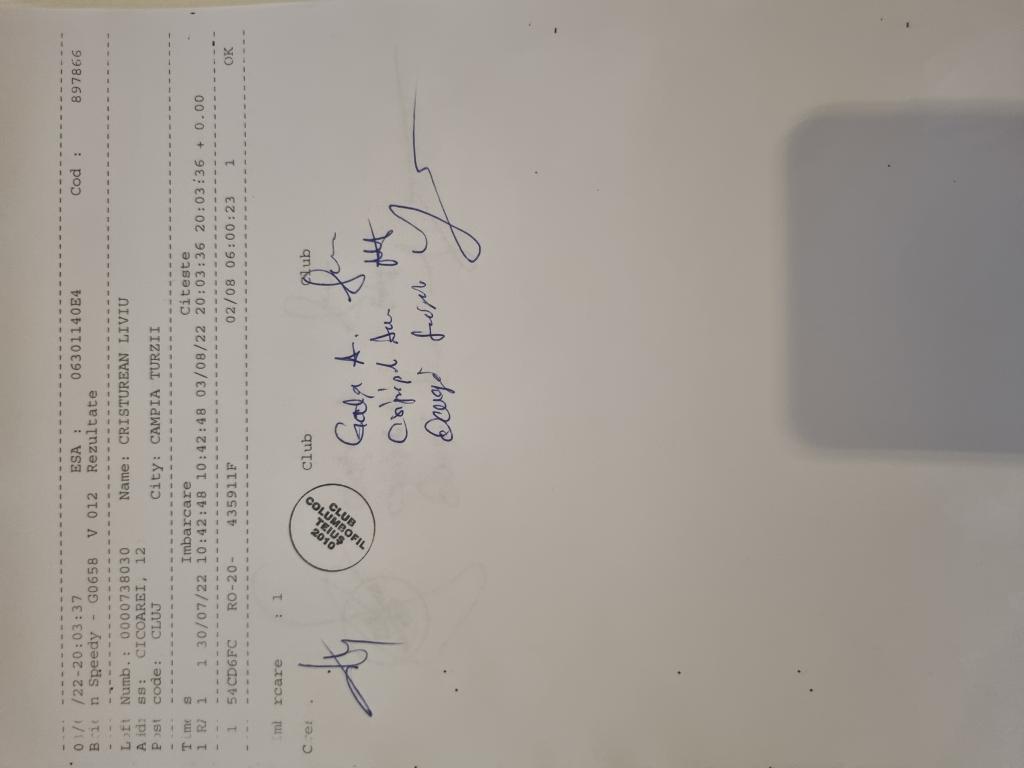 /22-20:03:37 ESA : 06301140E4 Cod : 897866
n Speedy - G0658 V 012 Rezultate
Numb.: 0000738030 Name: CRISTUREAN LIVIU
ss: CICOAREI, 12
code: CLUJ City: CAMPIA TURZII
Imbarcare Citeste
1 1 30/07/22 10:42:48 10:42:48 03/08/22 20:03:36 20:03:36 + 0.00
1 54CD6FC RO-20- 435911F 02/08 06:00:23 1 OK
rcare : 1
Club Club
CLUB
COLUMBOFIL
TEIUŞ
2010
A.